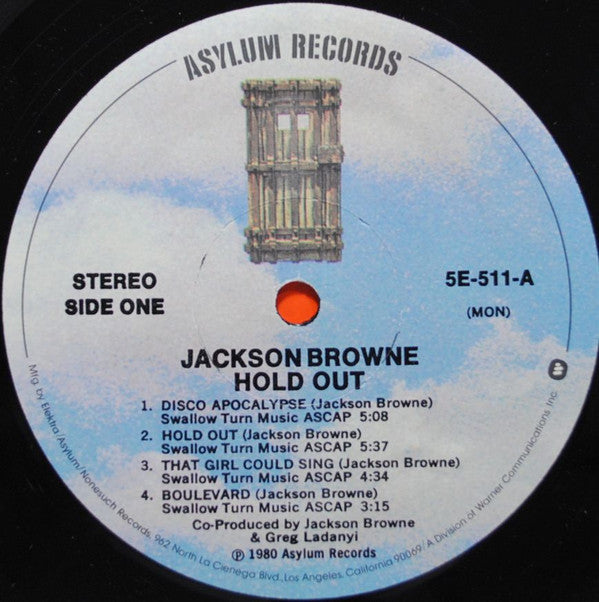 ASYLUM RECORDS
STEREO
SIDE ONE
5E-511-A
(MON)
JACKSON BROWNE
HOLD OUT
1. DISCO APOCALYPSE (Jackson Browne)
Swallow Turn Music ASCAP 5:08
2. HOLD OUT (Jackson Browne)
Swallow Turn Music ASCAP 5:37
3. THAT GIRL COULD SING (Jackson Browne)
Swallow Turn Music ASCAP 4:34
4. BOULEVARD (Jackson Browne)
Swallow Turn Music ASCAP 3:15
Co-Produced by Jackson Browne
& Greg Ladanyi
Ⓟ 1980 Asylum Records
Mfg. by Elektra/Asylum/Nonesuch Records, 962 North La Cienega Blvd., Los Angeles, California 90069/A Division of Warner Communications Inc.